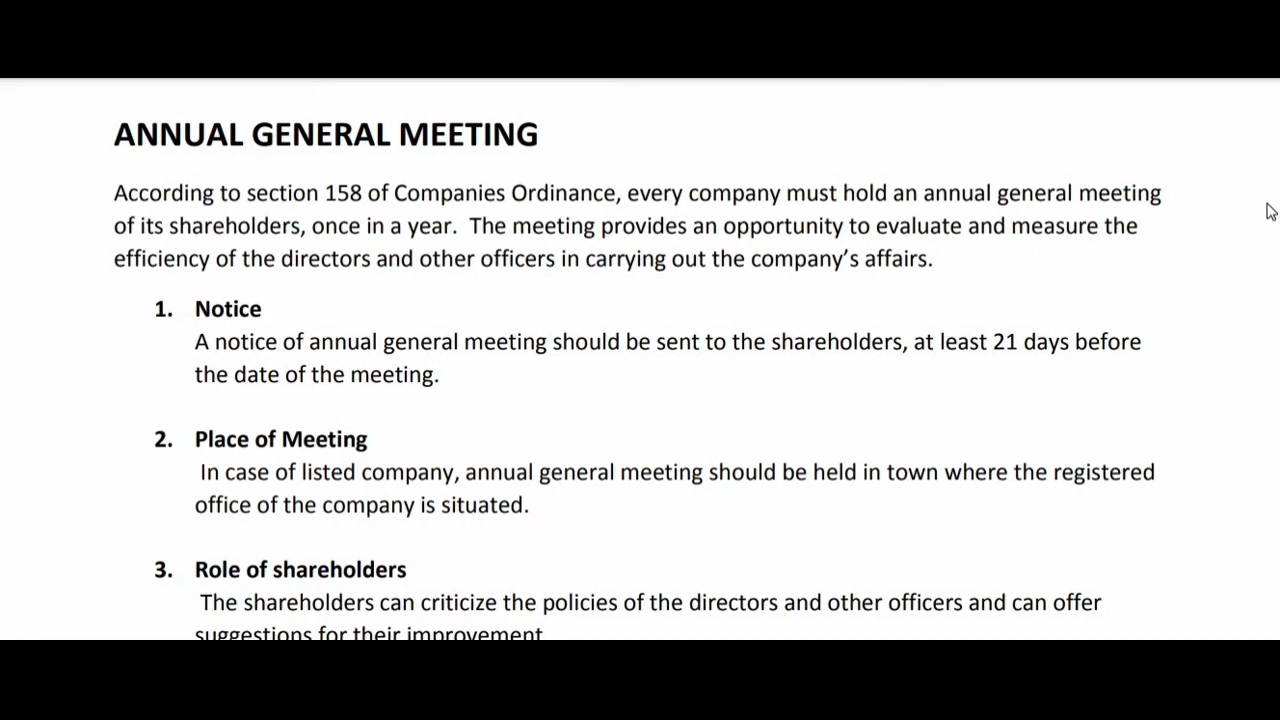 ANNUAL GENERAL MEETING
According to section 158 of Companies Ordinance, every company must hold an annual general meeting
of its shareholders, once in a year.  The meeting provides an opportunity to evaluate and measure the
efficiency of the directors and other officers in carrying out the company’s affairs.
1. Notice
A notice of annual general meeting should be sent to the shareholders, at least 21 days before
the date of the meeting.
2. Place of Meeting
In case of listed company, annual general meeting should be held in town where the registered
office of the company is situated.
3. Role of shareholders
The shareholders can criticize the policies of the directors and other officers and can offer
suggestions for their improvement